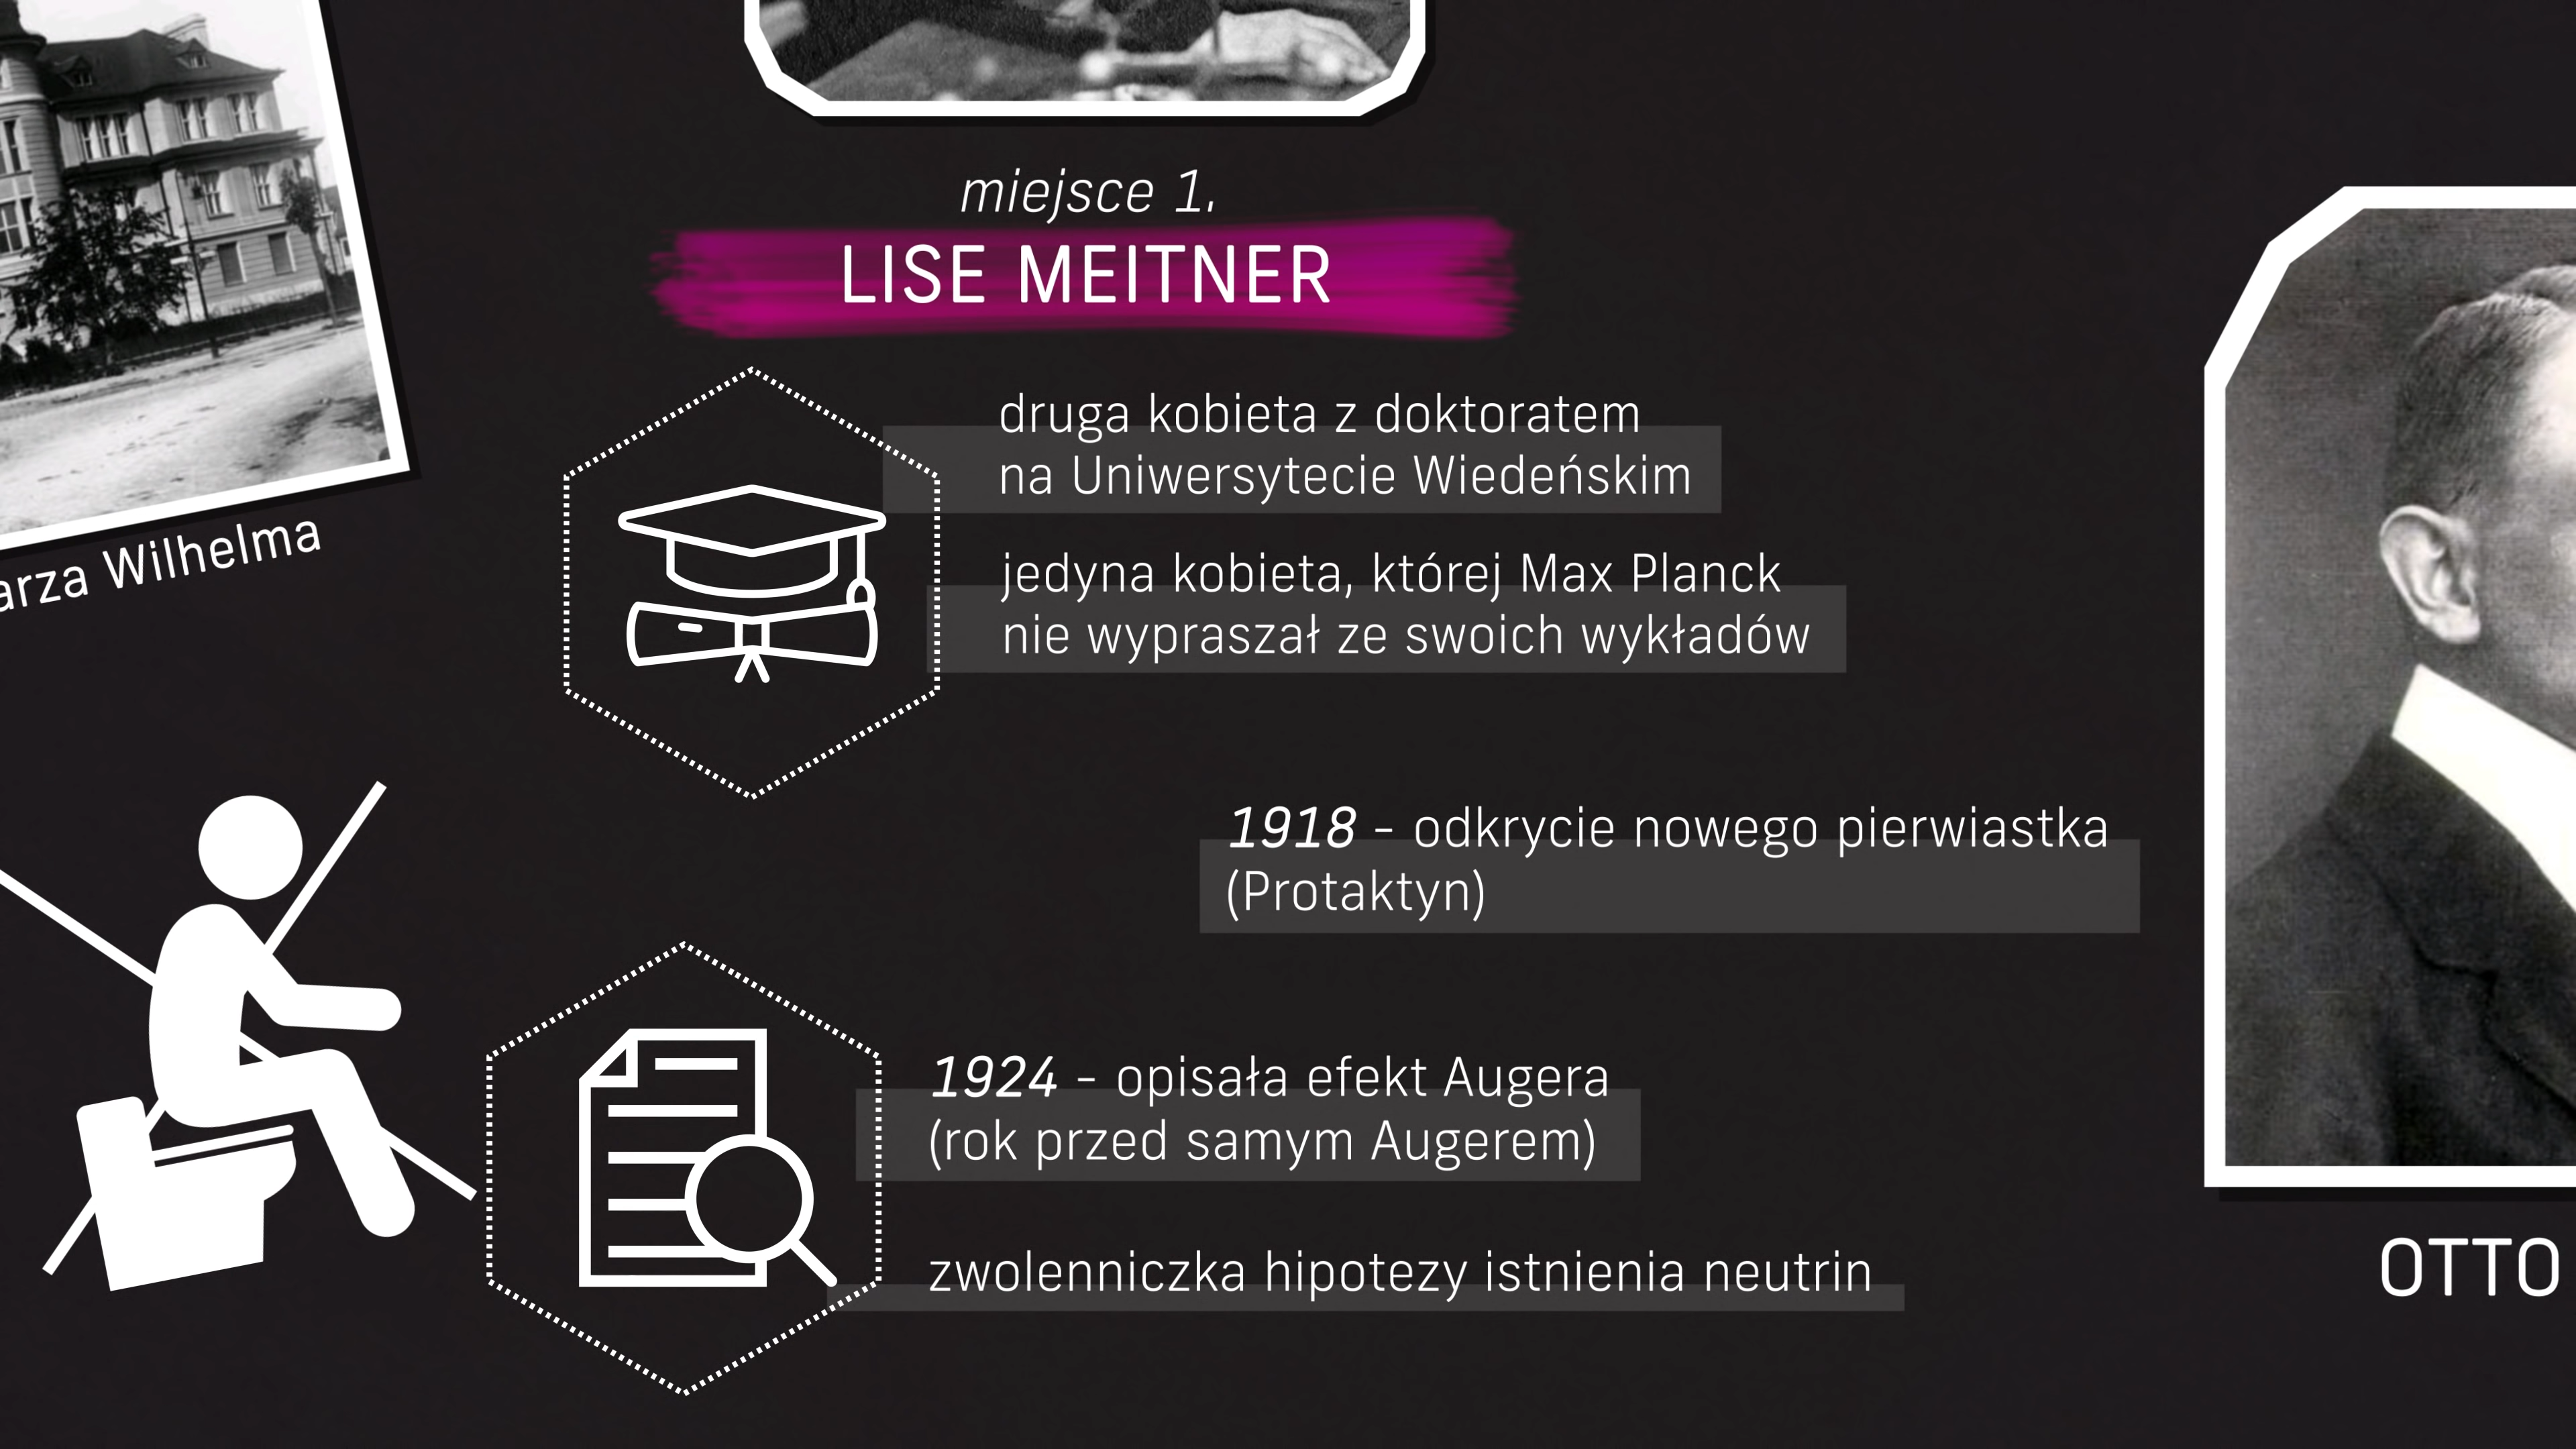 miejsce 1.
LISE MEITNER
druga kobieta z doktoratem
na Uniwersytecie Wiedeńskim
Wilhelma
jedyna kobieta, której Max Planck
nie wypraszał ze swoich wykładów
1918 - odkrycie nowego pierwiastka
(Protaktyn)
1924 - opisała efekt Augera
(rok przed samym Augerem)
zwolenniczka hipotezy istnienia neutrin
OTTO